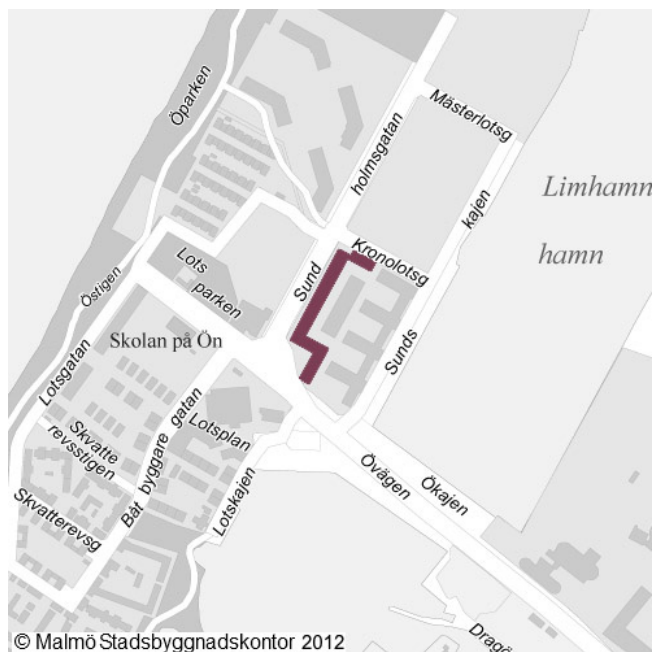 Öparken
Mästerlotsg
holmsgatan
kajen
Limhamn
hamn
Kronolotsg
Sund
Lots
parken
Östigen
Skolan på Ön
Sunds
Lotsgatan
gatan
Båt byggare
Lotsplan
Skvatte
revsstigen
Lotskajen
Övägen
Ökajen
Skvatterevsg
Dragö
© Malmö Stadsbyggnadskontor 2012